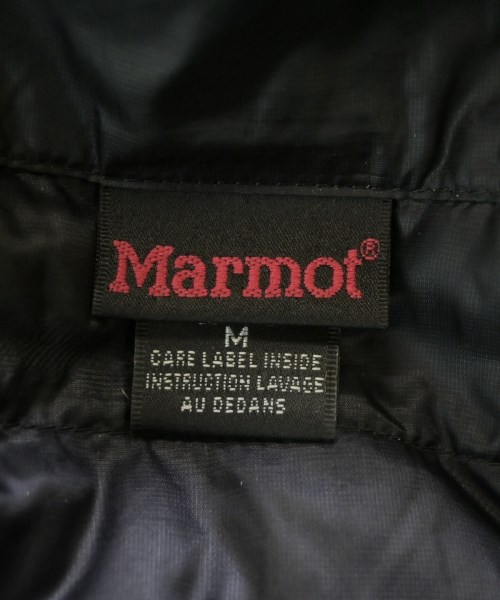 Marmot®
M
CARE LABEL INSIDE
INSTRUCTION LAVAGE
AU DEDANS